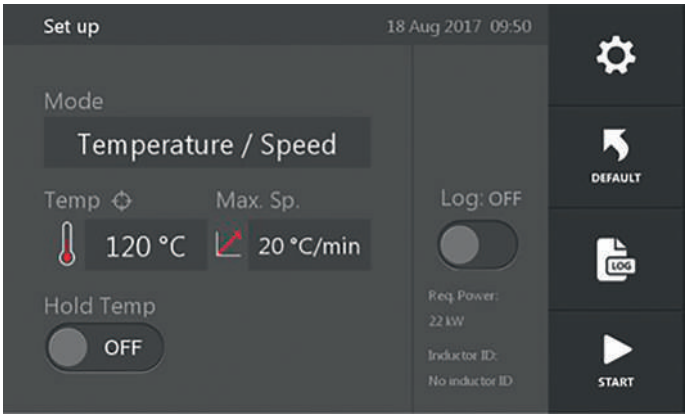 Set up
18 Aug 2017 09:50
Mode
Temperature / Speed
Temp
Max. Sp.
120 °C
20 °C/min
Hold Temp
OFF
Log: OFF
Req. Power:
22 kW
Inductor ID:
No inductor ID
DEFAULT
LOG
START